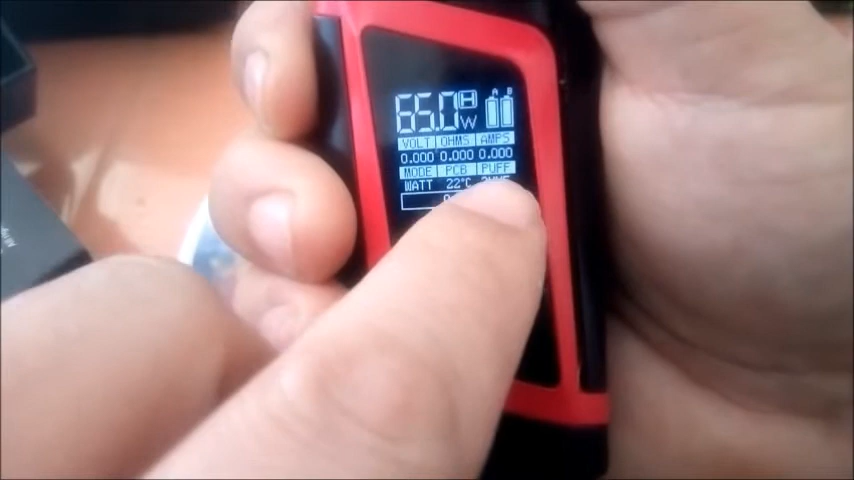 65.0W H A B
VOLT OHMS AMPS
0.000 0.000 0.000
MODE PCB PUFF
WATT 22°C